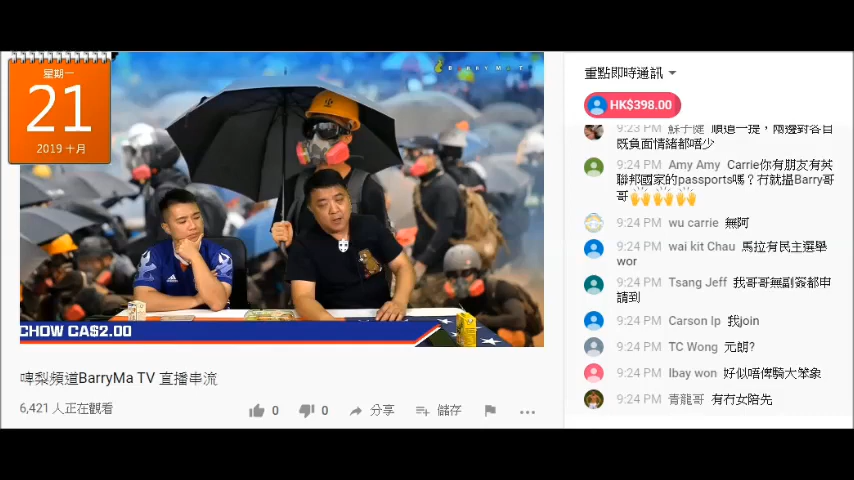 星期一
21
2019 十月
BARRYMA TV
CHOW CA$2.00
啤梨頻道BarryMa TV 直播串流
6,421 人正在觀看
0
0
分享
儲存
重點即時通訊
HK$398.00
9:23 PM 蘇子健 順道一提，兩邊對各自
既負面情緒都唔少
9:24 PM Amy Amy Carrie你有朋友有英
聯邦國家的passports嗎？冇就搵Barry哥
哥🙌🙌🙌
9:24 PM wu carrie 無阿
9:24 PM wai kit Chau 馬拉有民主選舉
wor
9:24 PM Tsang Jeff 我哥哥無副簽都申
請到
9:24 PM Carson Ip 我join
9:24 PM TC Wong 元朗?
9:24 PM Ibay won 好似唔俾騎大笨象
9:24 PM 青龍哥 有冇女陪先